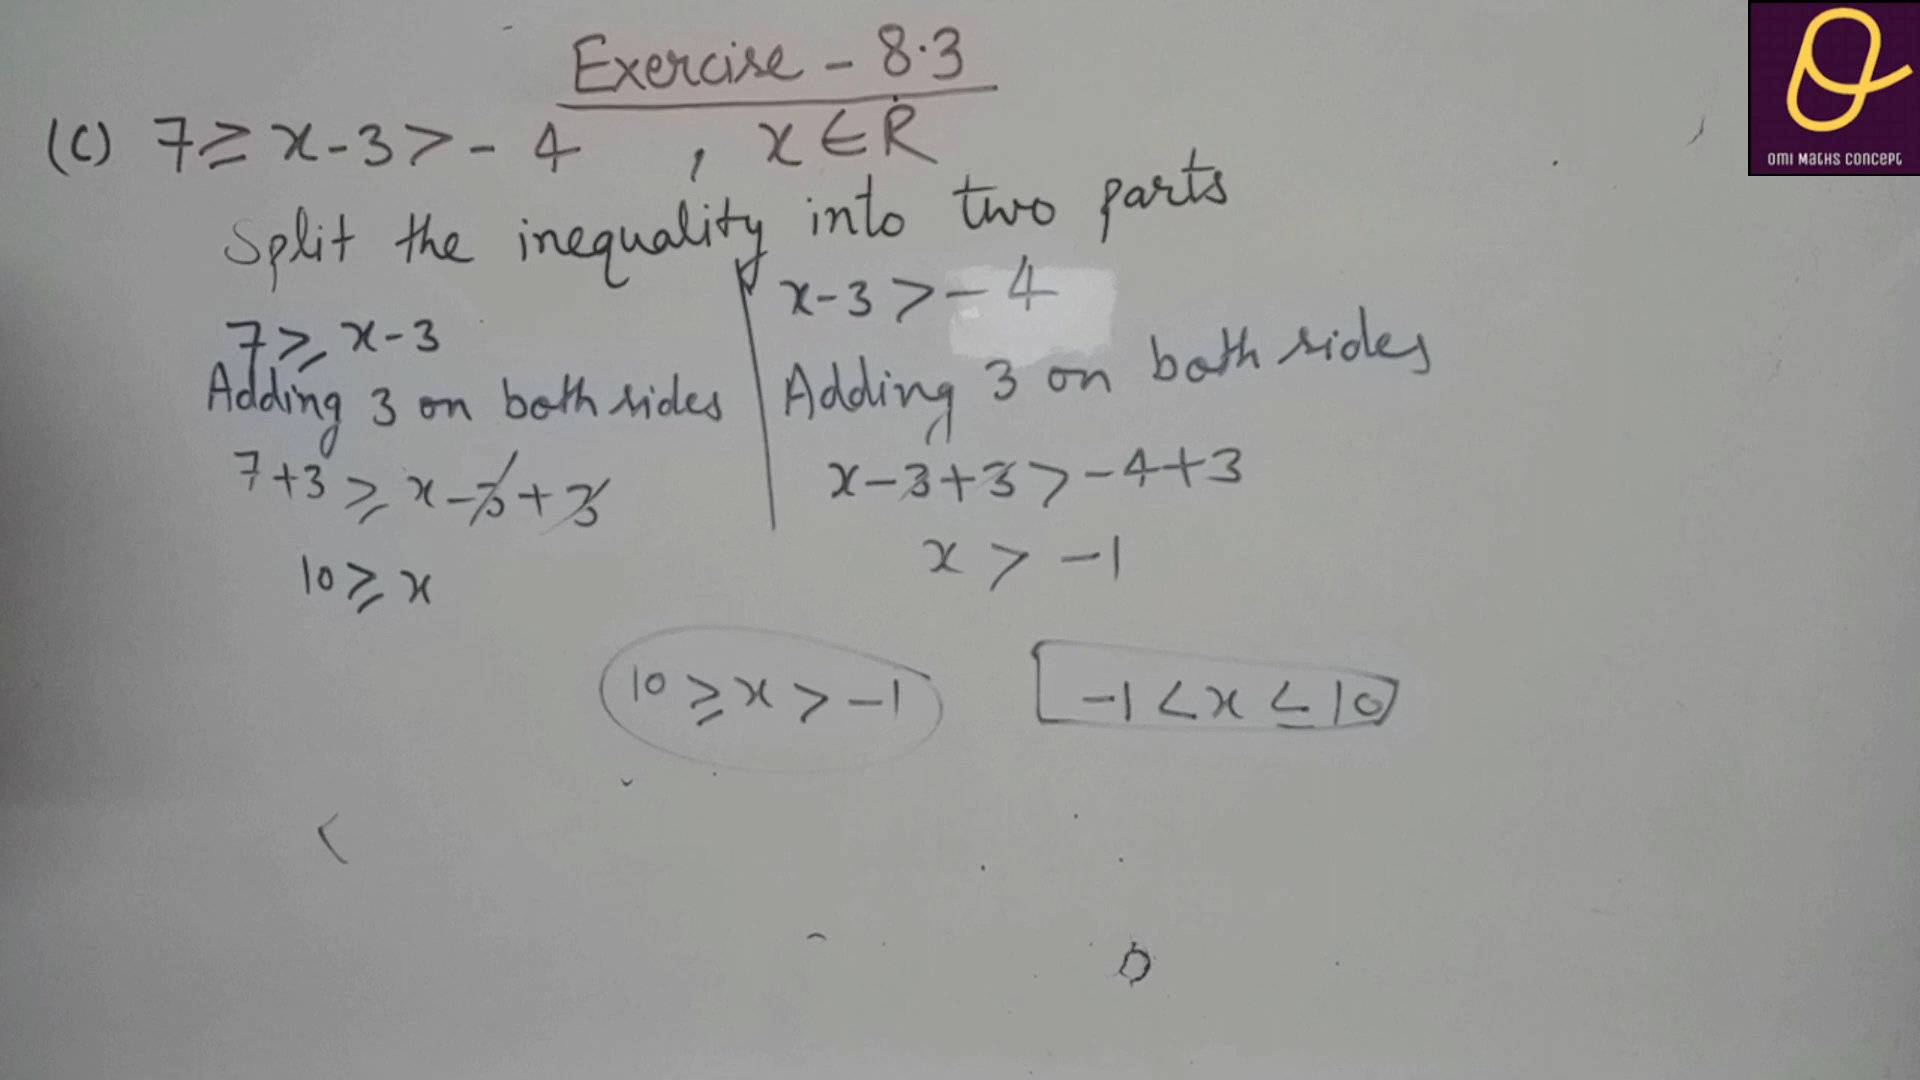 Exercise - 8.3
(C) 7 ≥ x-3 > - 4 , x ∈ R
Split the inequality into two parts
7 ≥ x-3
Adding 3 on both sides
7+3 ≥ x-3+3
10 ≥ x
x-3 > -4
Adding 3 on both sides
x-3+3 > -4+3
x > -1
10 ≥ x > -1
-1 < x ≤ 10
OMI MATHS CONCEPT